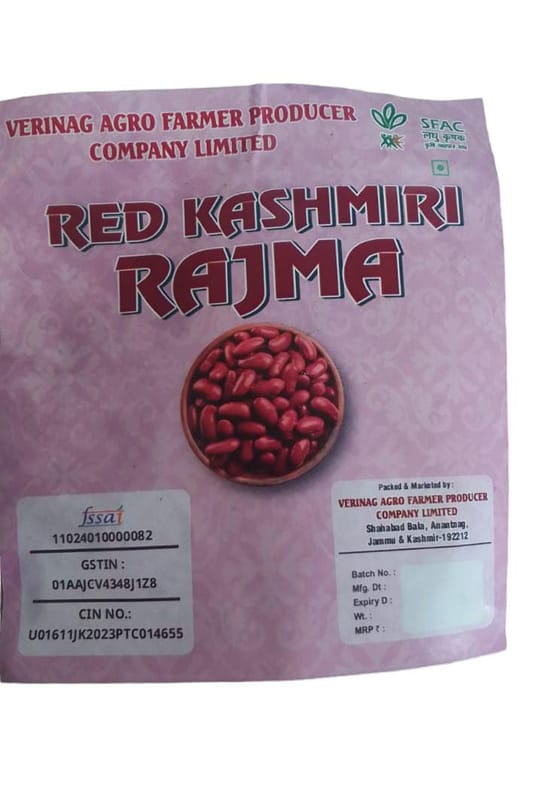 VERINAG AGRO FARMER PRODUCER
COMPANY LIMITED
SFAC
लघु कृषक
कृषि व्यापार संघ
RED KASHMIRI
RAJMA
fssai
11024010000082
GSTIN :
01AAJCV4348J1Z8
CIN NO.:
U01611JK2023PTC014655
Packed & Marketed by :
VERINAG AGRO FARMER PRODUCER
COMPANY LIMITED
Shahabad Bala, Anantnag,
Jammu & Kashmir-192212
Batch No. :
Mfg. Dt :
Expiry D :
Wt. :
MRP ₹ :